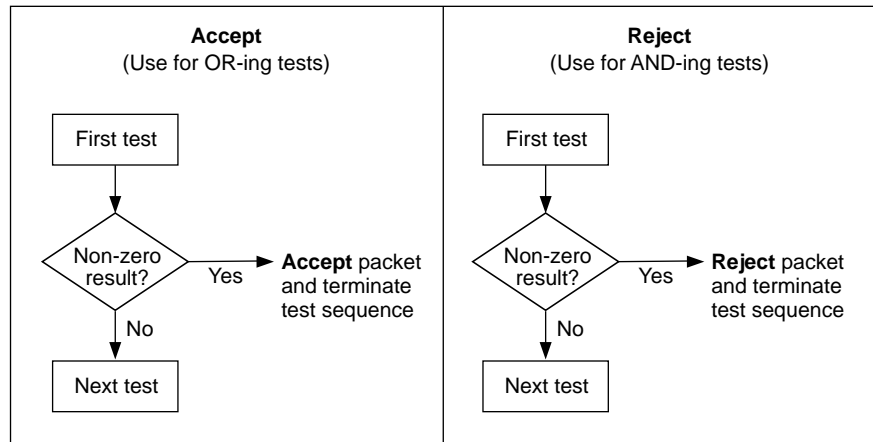 Accept
(Use for OR-ing tests)
First test
Non-zero
result?
Yes
Accept packet
and terminate
test sequence
No
Next test
Reject
(Use for AND-ing tests)
First test
Non-zero
result?
Yes
Reject packet
and terminate
test sequence
No
Next test